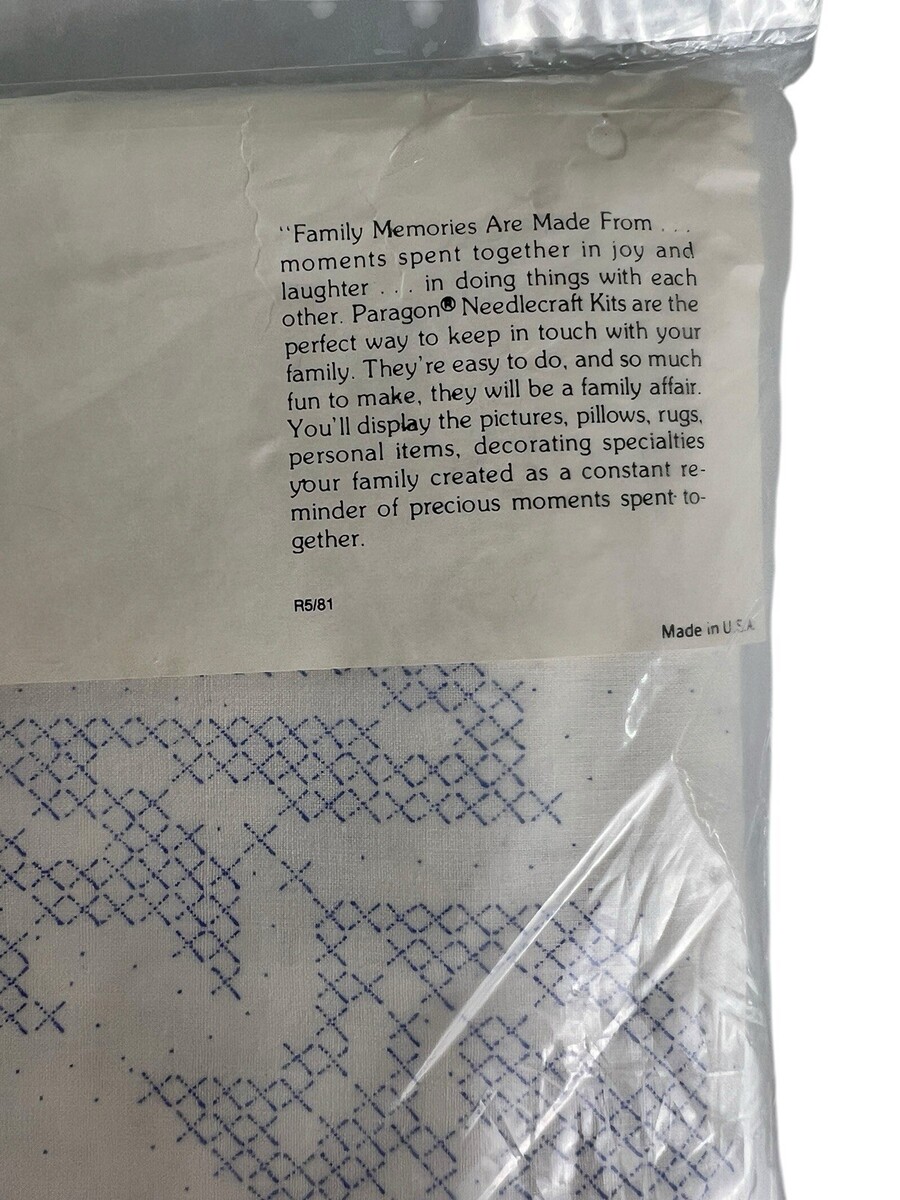 "Family Memories Are Made From . . .
moments spent together in joy and
laughter . . . in doing things with each
other. Paragon® Needlecraft Kits are the
perfect way to keep in touch with your
family. They're easy to do, and so much
fun to make, they will be a family affair.
You'll display the pictures, pillows, rugs,
personal items, decorating specialties
your family created as a constant re-
minder of precious moments spent to-
gether.
R5/81
Made in U.S.A.